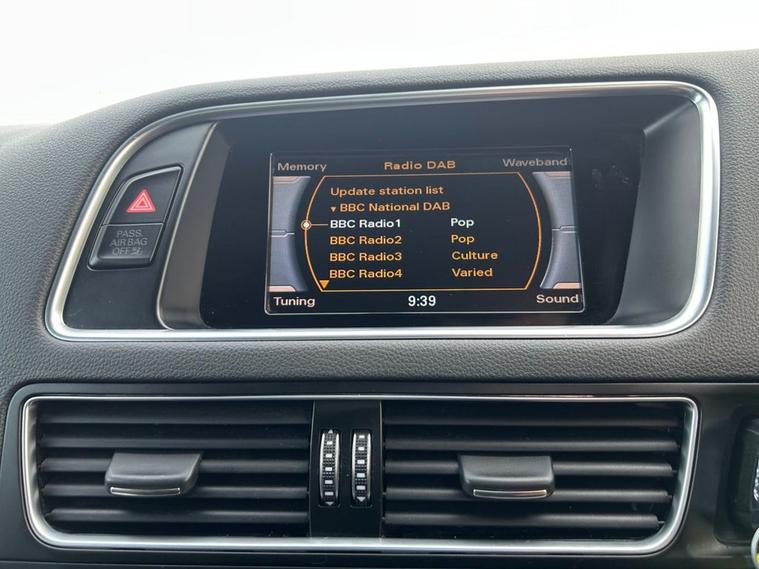 Memory Radio DAB Waveband
Update station list
▼ BBC National DAB
BBC Radio1 Pop
BBC Radio2 Pop
BBC Radio3 Culture
BBC Radio4 Varied
Tuning 9:39 Sound
PASS.
AIR BAG
OFF